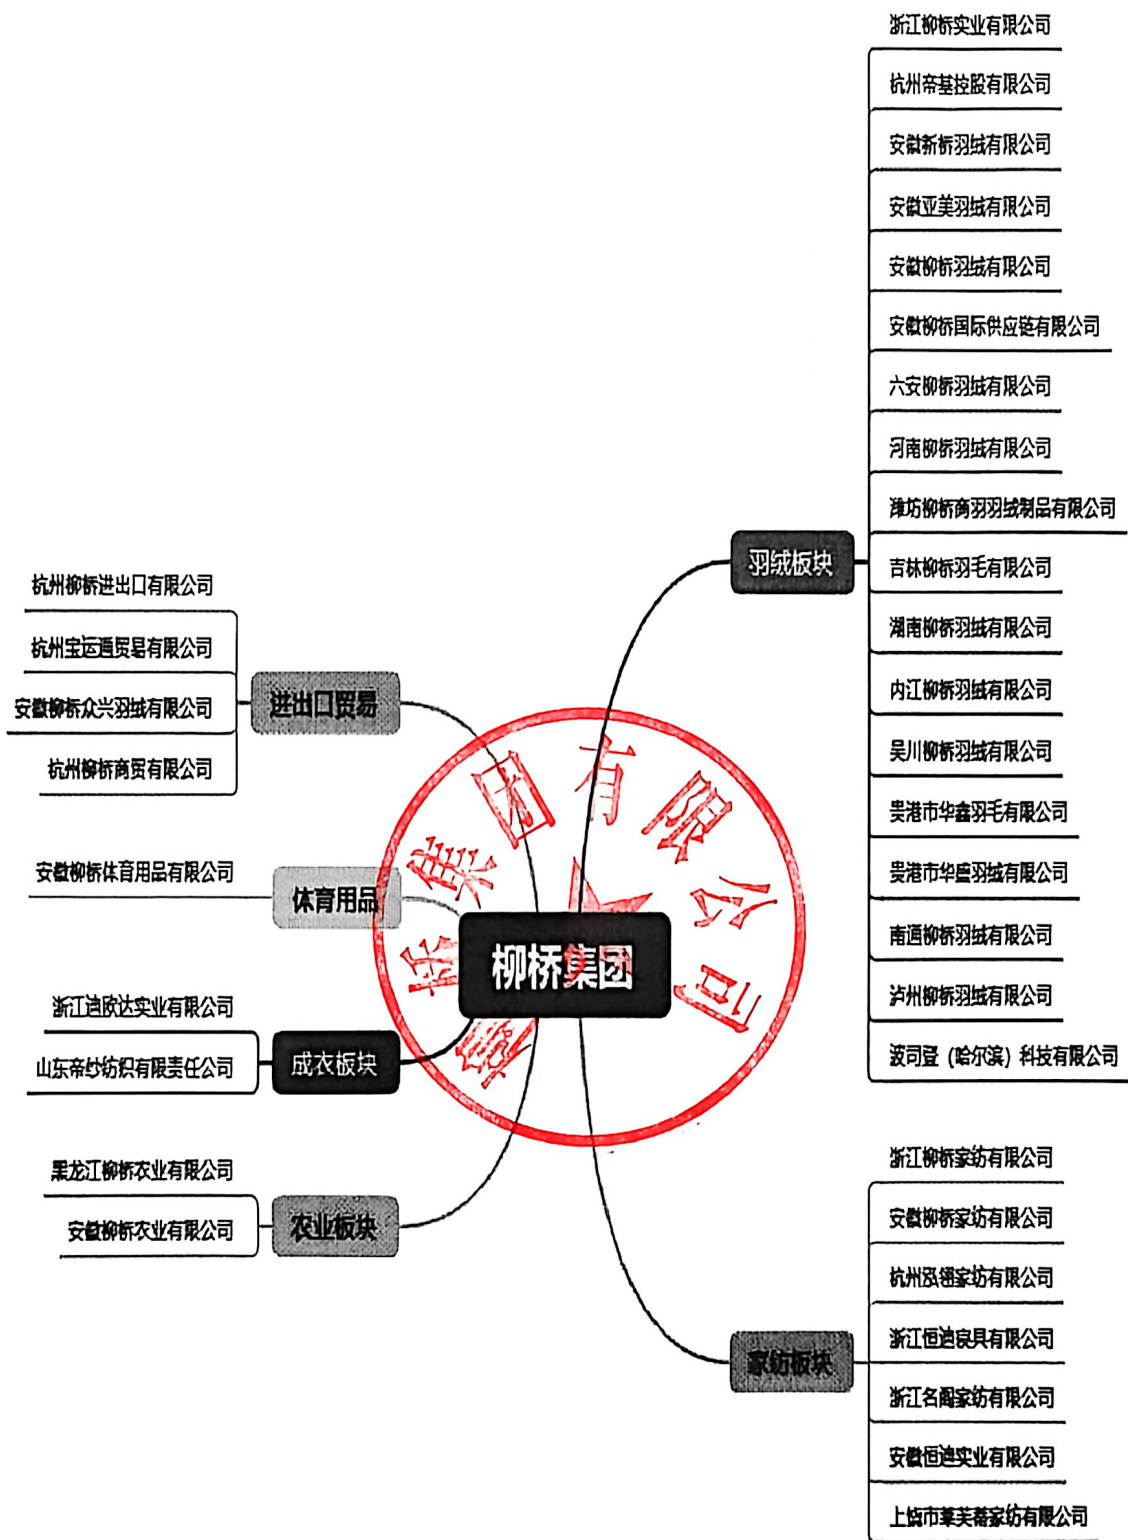 浙江柳桥实业有限公司
杭州帝基控股有限公司
安徽新桥羽绒有限公司
安徽亚美羽绒有限公司
安徽柳桥羽绒有限公司
安徽柳桥国际供应链有限公司
六安柳桥羽绒有限公司
河南柳桥羽绒有限公司
潍坊柳桥商羽羽绒制品有限公司
吉林柳桥羽毛有限公司
湖南柳桥羽绒有限公司
内江柳桥羽绒有限公司
吴川柳桥羽绒有限公司
贵港市华鑫羽毛有限公司
贵港市华盛羽绒有限公司
南通柳桥羽绒有限公司
泸州柳桥羽绒有限公司
波司登（哈尔滨）科技有限公司
羽绒板块
杭州柳桥进出口有限公司
杭州宝运通贸易有限公司
安徽柳桥众兴羽绒有限公司
杭州柳桥商贸有限公司
进出口贸易
安徽柳桥体育用品有限公司
体育用品
柳桥集团
柳桥集团有限公司
浙江迪欧达实业有限公司
山东帝纱纺织有限责任公司
成衣板块
黑龙江柳桥农业有限公司
安徽柳桥农业有限公司
农业板块
浙江柳桥家纺有限公司
安徽柳桥家纺有限公司
杭州泓翎家纺有限公司
浙江恒迪寝具有限公司
浙江名阁家纺有限公司
安徽恒迪实业有限公司
上饶市 芙蓉家纺有限公司
家纺板块